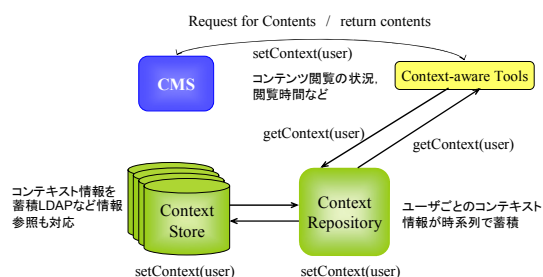 Request for Contents / return contents
setContext(user)
CMS
コンテンツ閲覧の状況,
閲覧時間など
Context-aware Tools
getContext(user)
getContext(user)
コンテキスト情報を
蓄積LDAPなど情報
参照も対応
Context
Store
Context
Repository
ユーザごとのコンテキスト
情報が時系列で蓄積
setContext(user)
setContext(user)